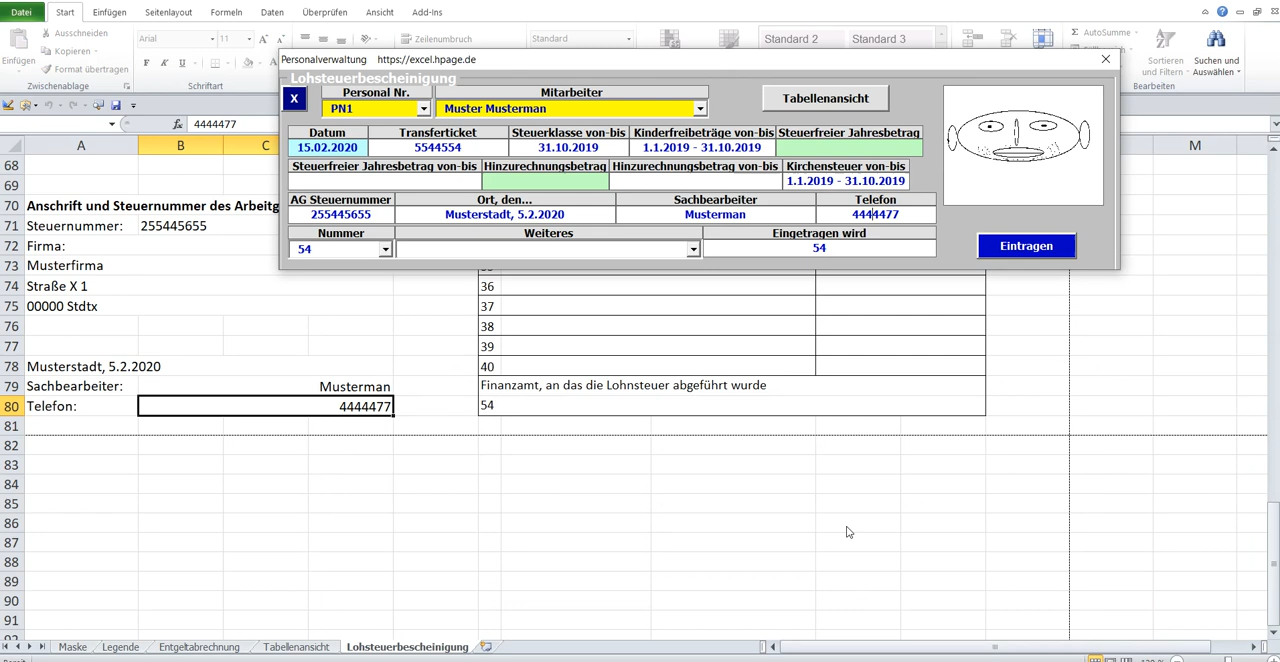 Datei Start Einfügen Seitenlayout Formeln Daten Überprüfen Ansicht Add-Ins
Ausschneiden
Kopieren
Format übertragen
Einfügen
Zwischenablage
Arial 11
F K U
Schriftart
Zeilenumbruch
Standard
Standard 2 Standard 3
AutoSumme
Sortieren und Filtern
Suchen und Auswählen
Bearbeiten
fx 4444477
Personalverwaltung https://excel.hpage.de
Lohsteuerbescheinigung
X
Personal Nr. Mitarbeiter
PN1 Muster Musterman
Tabellenansicht
Datum Transferticket Steuerklasse von-bis Kinderfreibeträge von-bis Steuerfreier Jahresbetrag
15.02.2020 5544554 31.10.2019 1.1.2019 - 31.10.2019
Steuerfreier Jahresbetrag von-bis Hinzurechnungsbetrag Hinzurechnungsbetrag von-bis Kirchensteuer von-bis
1.1.2019 - 31.10.2019
AG Steuernummer Ort, den... Sachbearbeiter Telefon
255445655 Musterstadt, 5.2.2020 Musterman 4444477
Nummer Weiteres Eingetragen wird
54 54
Eintragen
A B C M
68
69
70 Anschrift und Steuernummer des Arbeitg
71 Steuernummer: 255445655
72 Firma:
73 Musterfirma
74 Straße X 1 36
75 00000 Stdtx 37
76 38
77 39
78 Musterstadt, 5.2.2020 40
79 Sachbearbeiter: Musterman Finanzamt, an das die Lohnsteuer abgeführt wurde
80 Telefon: 4444477 54
81
82
83
84
85
86
87
88
89
90
91
Maske Legende Entgeltabrechnung Tabellenansicht Lohsteuerbescheinigung